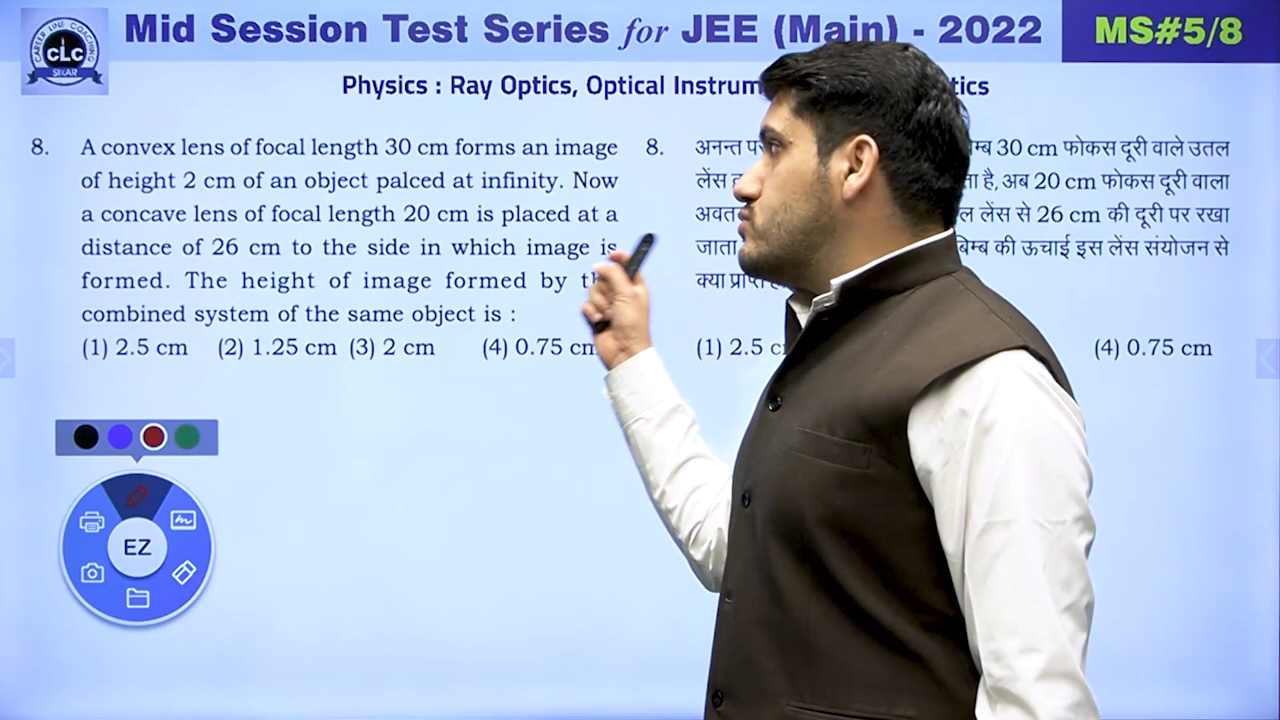 Mid Session Test Series for JEE (Main) - 2022
MS#5/8
CAREER LINE COACHING
CLC
SIKAR
Physics : Ray Optics, Optical
8. A convex lens of focal length 30 cm forms an image
of height 2 cm of an object palced at infinity. Now
a concave lens of focal length 20 cm is placed at a
distance of 26 cm to the side in which image is
formed. The height of image formed by
combined system of the same object is :
(1) 2.5 cm (2) 1.25 cm (3) 2 cm (4) 0.75 cm
8. अनन्त 30 cm फोकस दूरी वाले उतल
लेंस है, अब 20 cm फोकस दूरी वाला
लेंस से 26 cm की दूरी पर रखा
जाता की ऊचाई इस लेंस संयोजन से
क्या
(1) 2.5 (4) 0.75 cm
EZ